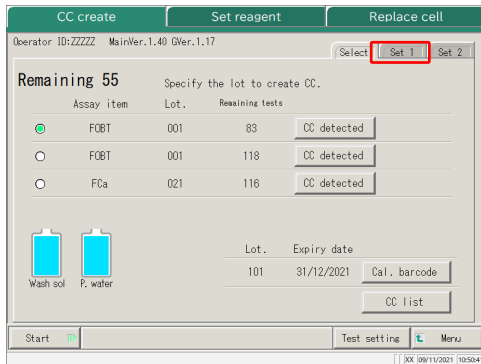 CC create Set reagent Replace cell
Operator ID:ZZZZZ MainVer.1.40 GVer.1.17
Select Set 1 Set 2
Remaining 55 Specify the lot to create CC.
Assay item Lot. Remaining tests
FOBT 001 83 CC detected
FOBT 001 118 CC detected
FCa 021 116 CC detected
Lot. Expiry date
101 31/12/2021 Cal. barcode
Wash sol P. water
CC list
Start Test setting Menu
XX 09/11/2021 10:50:4